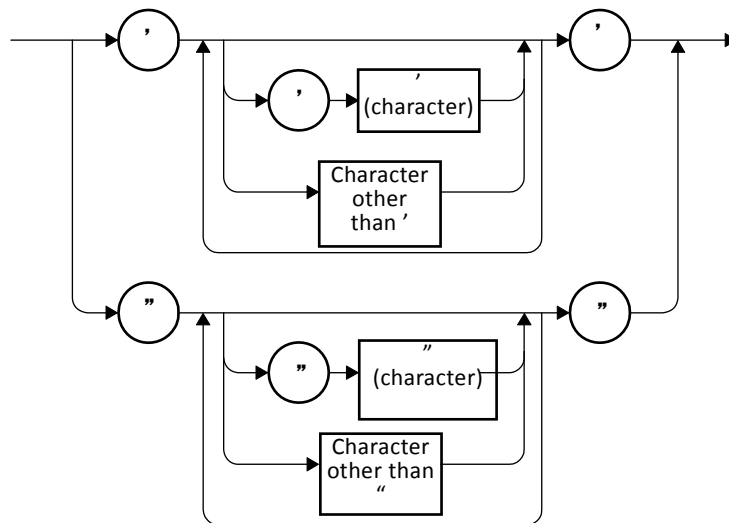 ’ ’
’ ’
(character)
Character
other
than ’
” ”
” ”
(character)
Character
other than
“